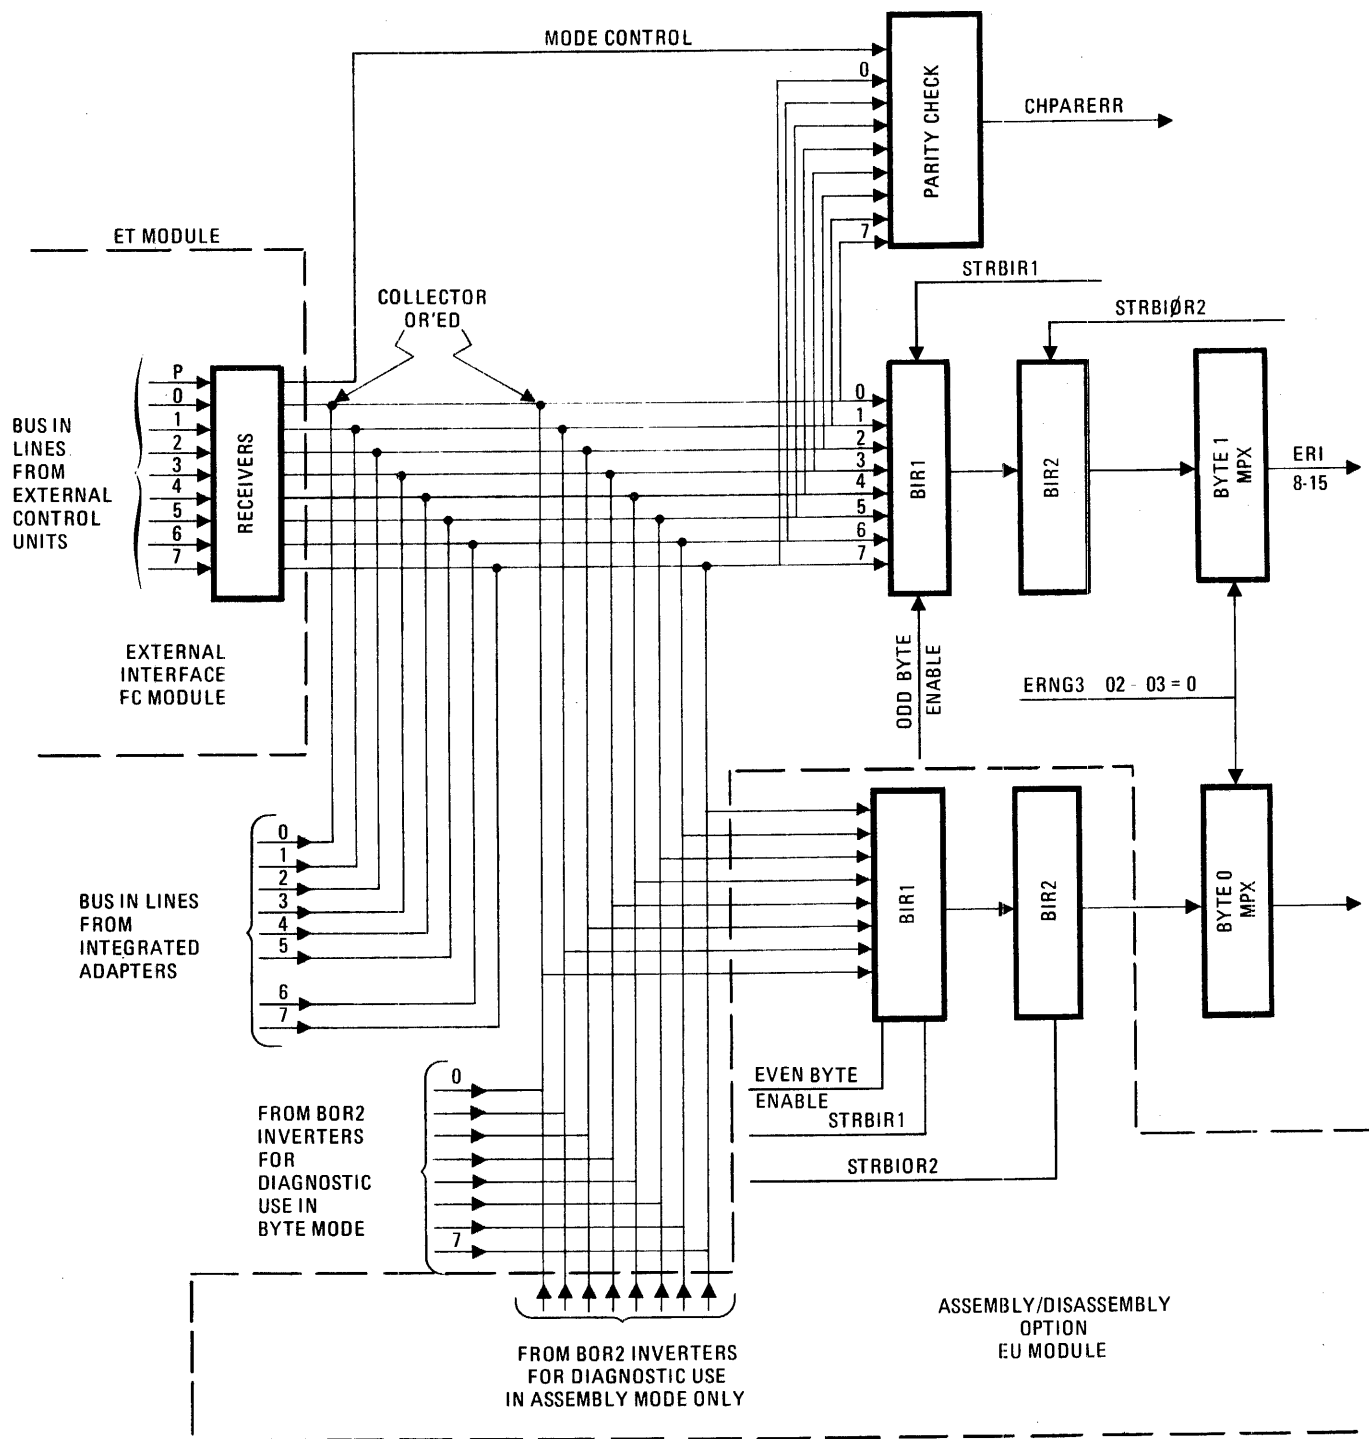 MODE CONTROL
0
7
PARITY CHECK
CHPARERR
ET MODULE
STRBIR1
COLLECTOR
OR'ED
STRBIØR2
P
0
1
2
3
4
5
6
7
BUS IN
LINES
FROM
EXTERNAL
CONTROL
UNITS
RECEIVERS
0
1
2
3
4
5
6
7
BIR1
BIR2
BYTE 1
MPX
ERI
8-15
EXTERNAL
INTERFACE
FC MODULE
ODD BYTE
ENABLE
ERNG3 02 - 03 = 0
0
1
2
3
4
5
6
7
BUS IN LINES
FROM
INTEGRATED
ADAPTERS
BIR1
BIR2
BYTE 0
MPX
EVEN BYTE
ENABLE
STRBIR1
STRBIOR2
0
7
FROM BOR2
INVERTERS
FOR
DIAGNOSTIC
USE IN
BYTE MODE
FROM BOR2 INVERTERS
FOR DIAGNOSTIC USE
IN ASSEMBLY MODE ONLY
ASSEMBLY/DISASSEMBLY
OPTION
EU MODULE